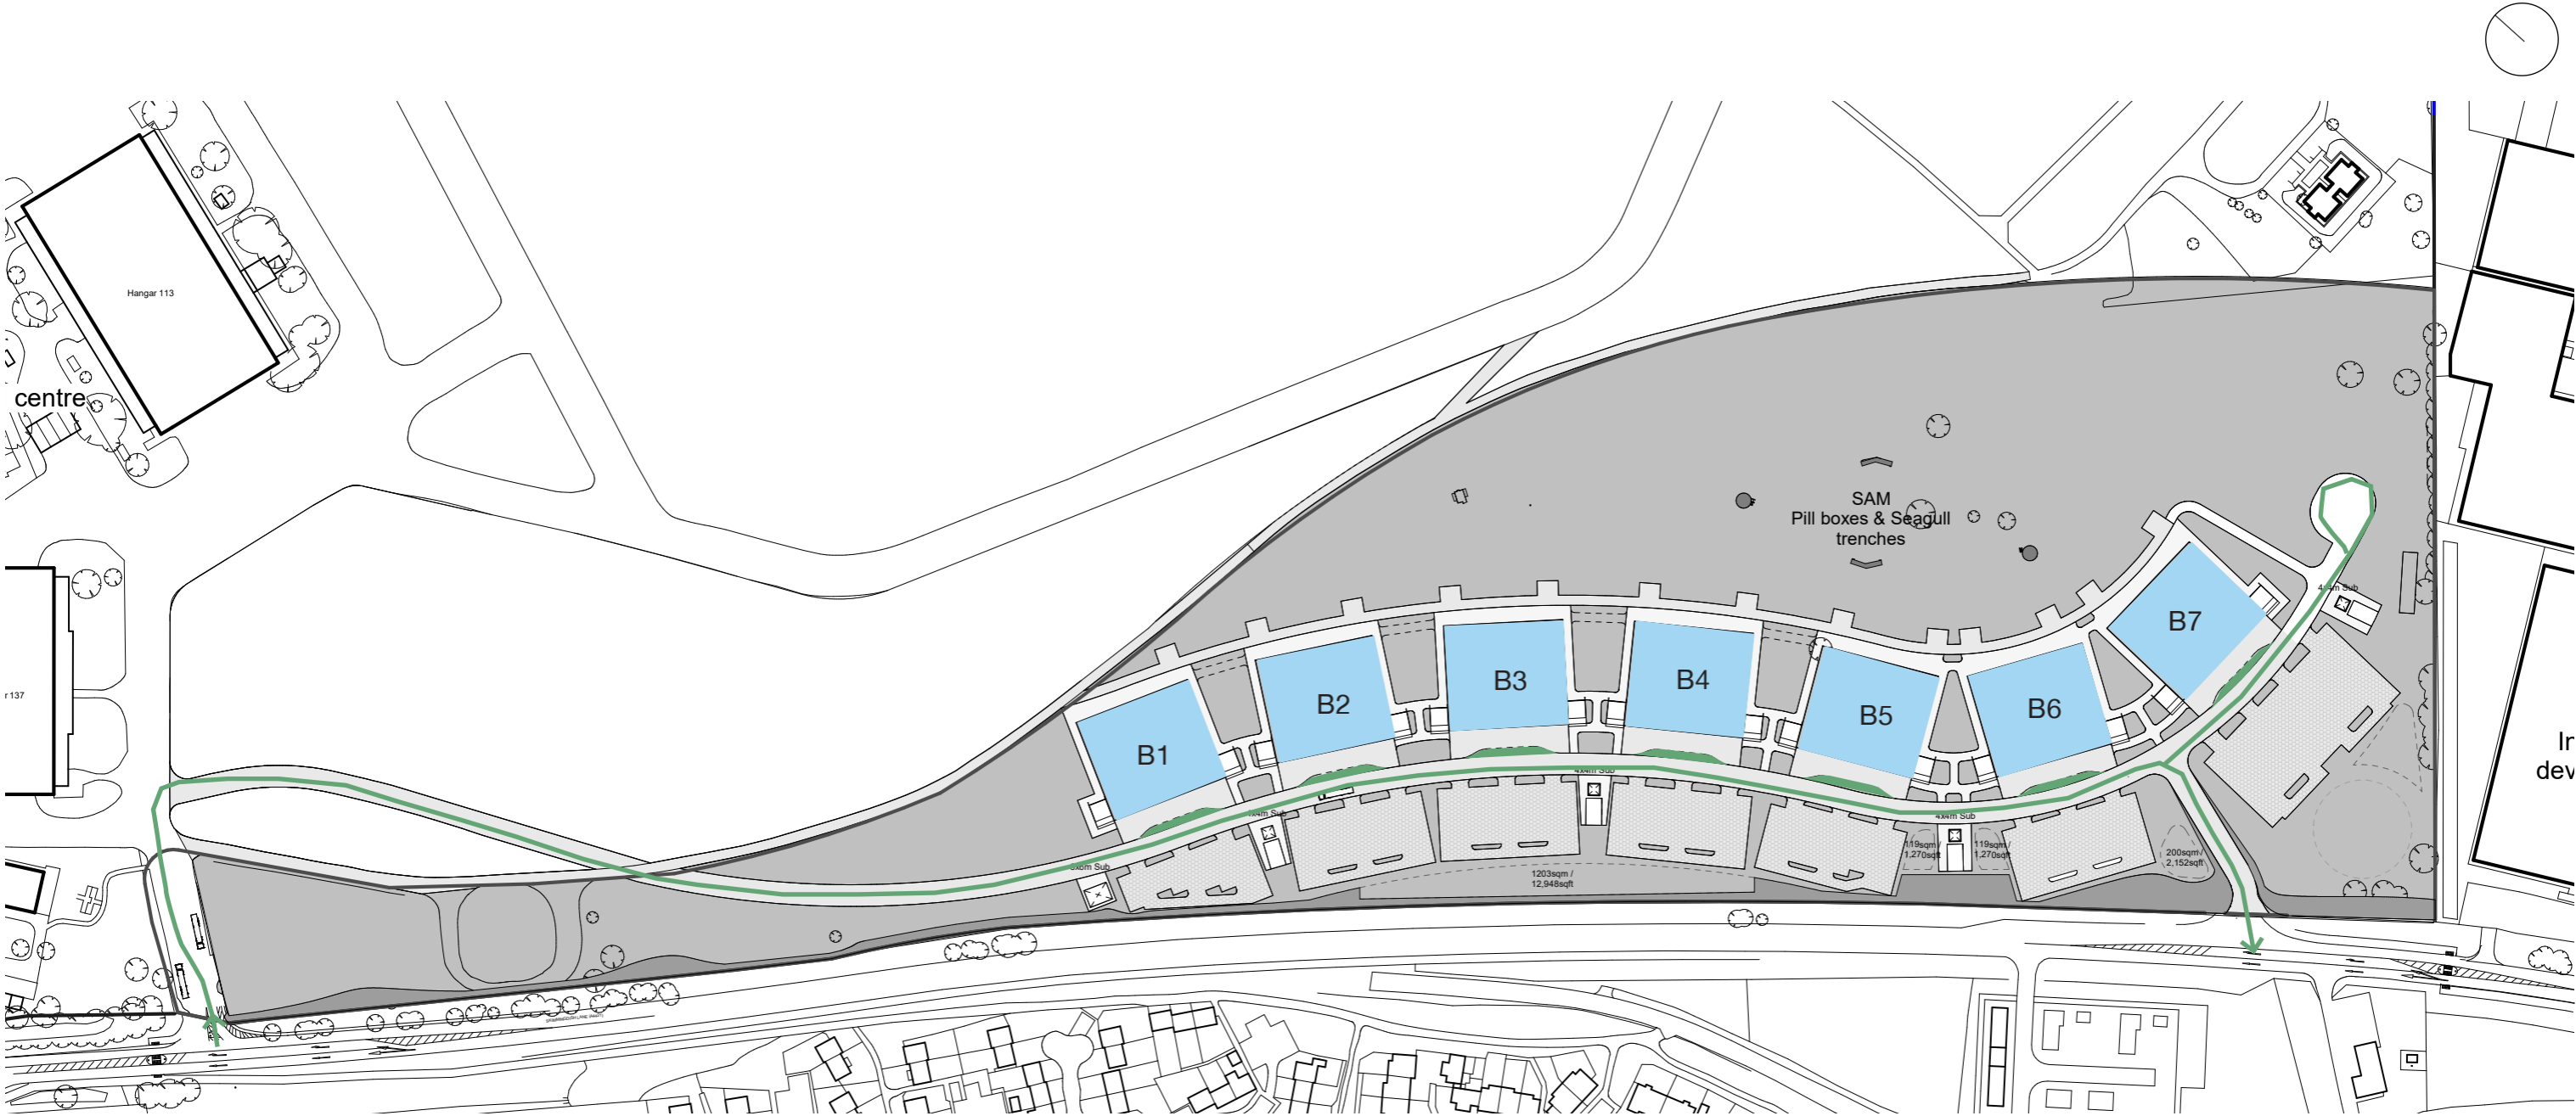 Hangar 113
centre
SAM
Pill boxes & Seagull
trenches
4x4m Sub
B7
B3
B4
B2
B6
B5
B1
r 137
In
dev
4x4m Sub
4x4m Sub
4x4m Sub
119sqm /
1,270sqft
119sqm /
1,270sqft
200sqm /
2,152sqft
1203sqm /
12,948sqft